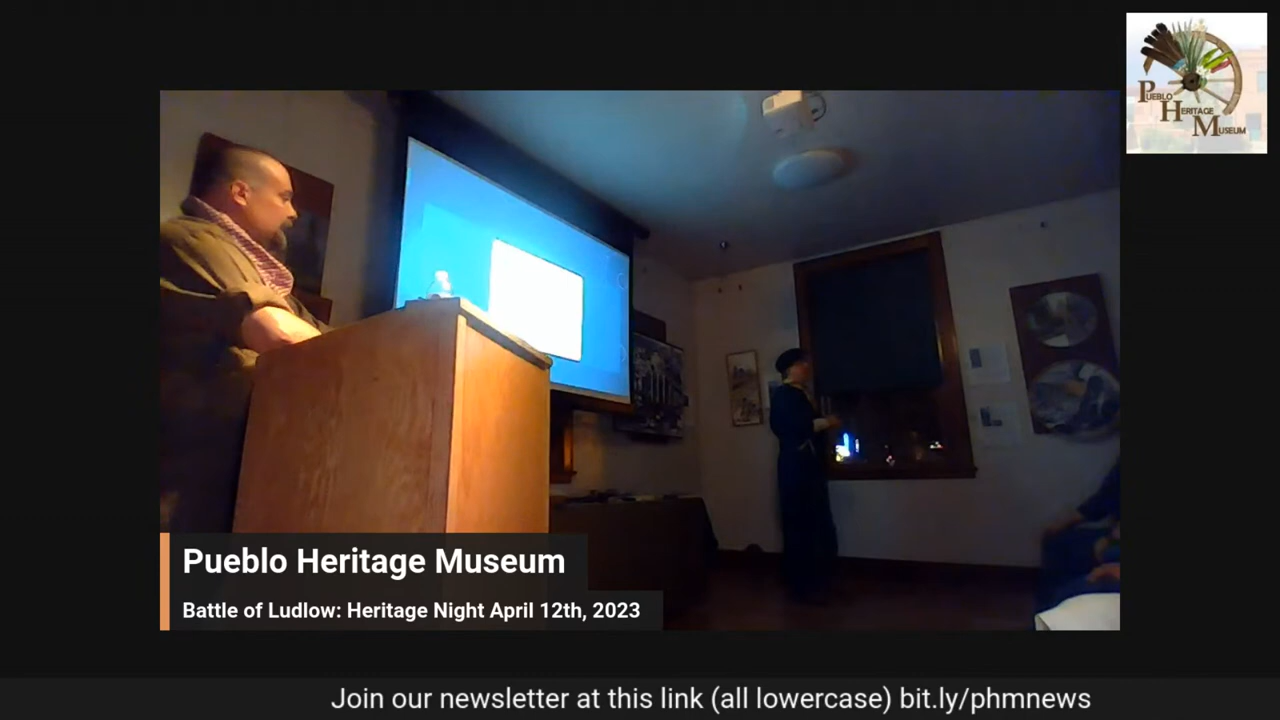 Pueblo
Heritage
Museum
Pueblo Heritage Museum
Battle of Ludlow: Heritage Night April 12th, 2023
Join our newsletter at this link (all lowercase) bit.ly/phmnews